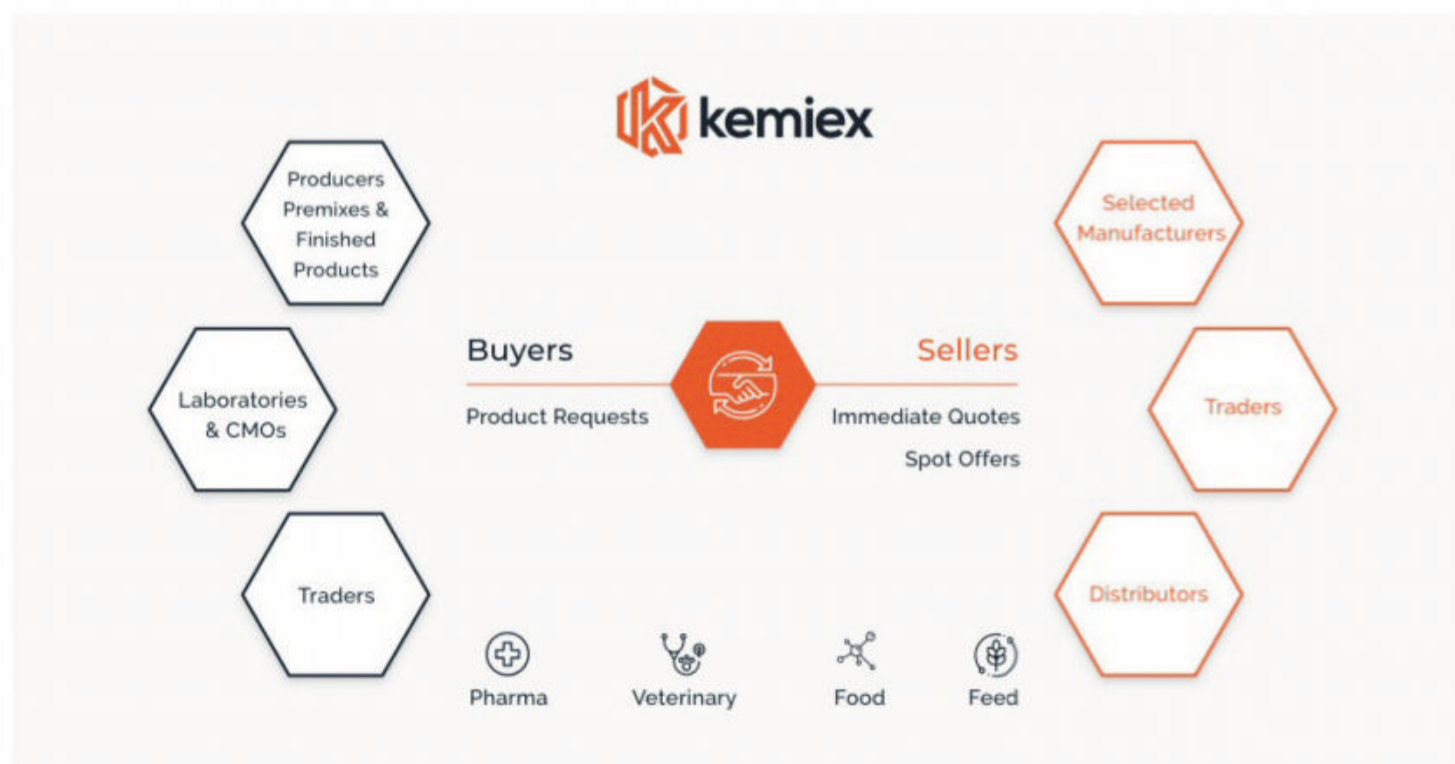 kemiex
Producers
Premixes &
Finished
Products
Laboratories
& CMOs
Traders
Buyers
Product Requests
Sellers
Immediate Quotes
Spot Offers
Selected
Manufacturers
Traders
Distributors
Pharma
Veterinary
Food
Feed